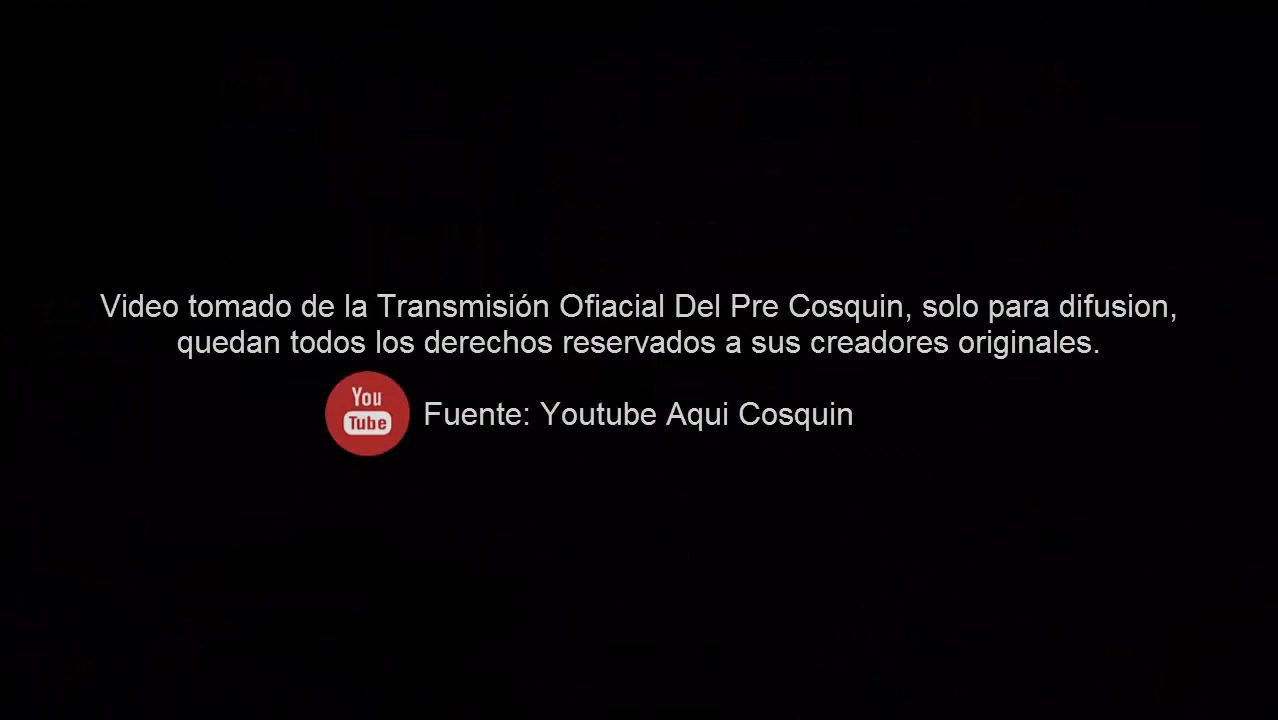 Video tomado de la Transmisión Ofiacial Del Pre Cosquin, solo para difusion,
quedan todos los derechos reservados a sus creadores originales.
You
Tube
Fuente: Youtube Aqui Cosquin